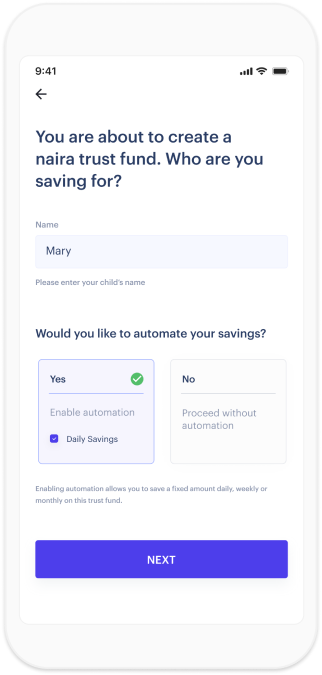 9:41
You are about to create a
naira trust fund. Who are you
saving for?
Name
Mary
Please enter your child's name
Would you like to automate your savings?
Yes
No
Enable automation
Proceed without
automation
Daily Savings
Enabling automation allows you to save a fixed amount daily, weekly or
monthly on this trust fund.
NEXT